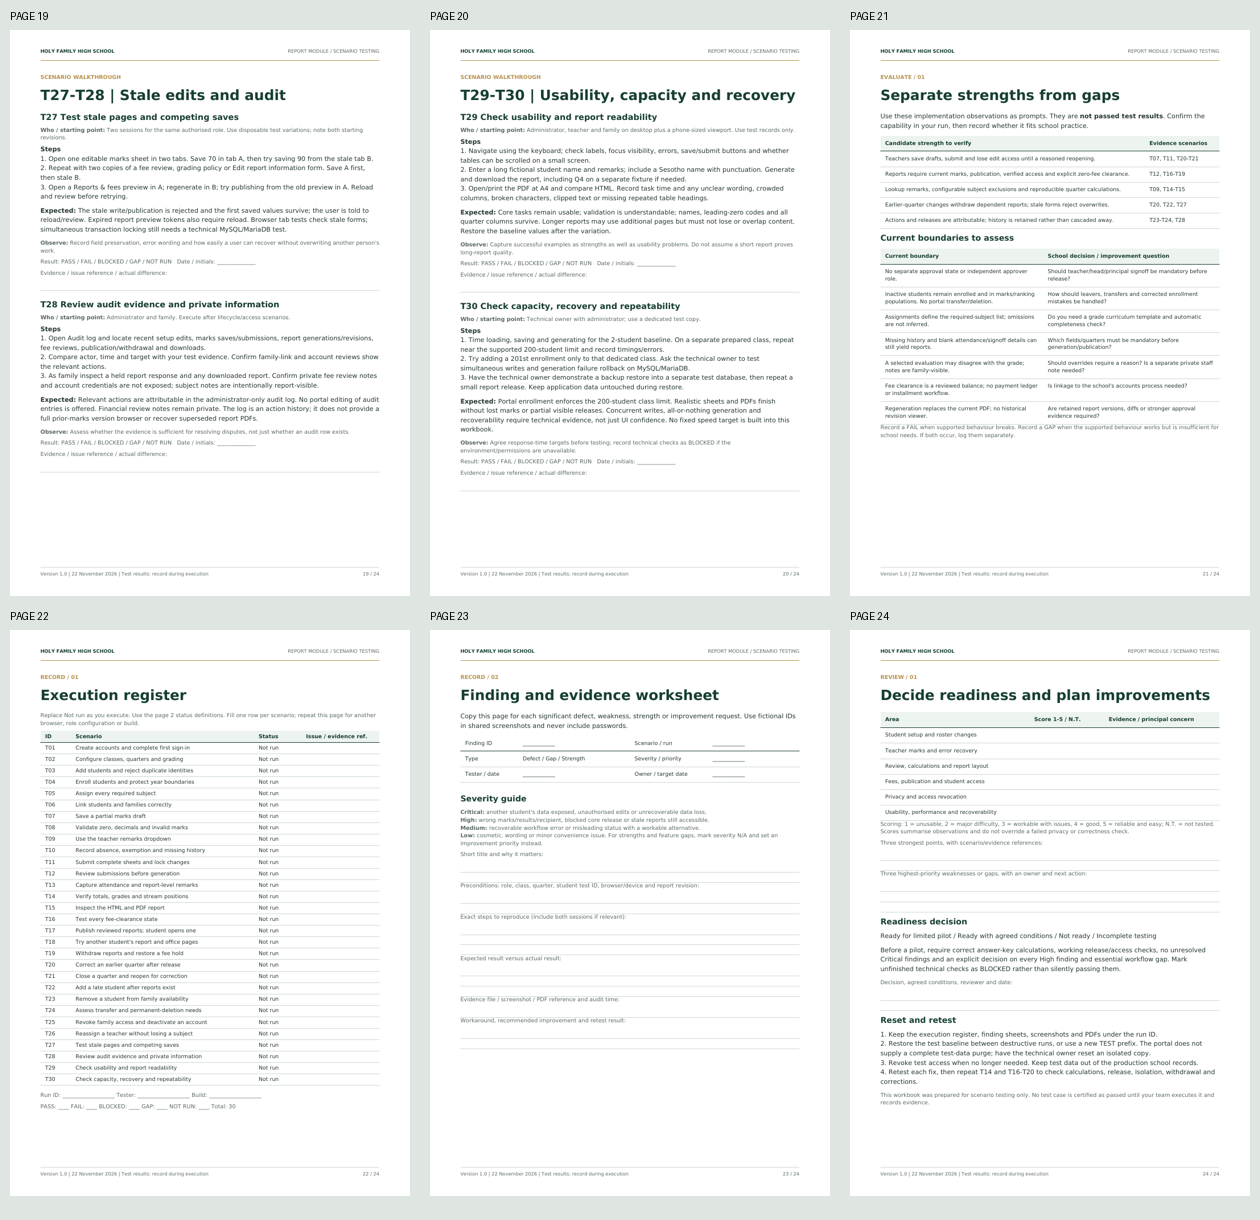 PAGE 19
HOLY FAMILY HIGH SCHOOL
REPORT MODULE / SCENARIO TESTING
SCENARIO WALKTHROUGH
T27-T28 | Stale edits and audit
T27 Test stale pages and competing saves
Who / starting point: Two sessions for the same authorised role. Use disposable test variations; note both starting
revisions.
Steps
1. Open one editable marks sheet in two tabs. Save 70 in tab A, then try saving 90 from the stale tab B.
2. Repeat with two copies of a fee review, grading policy or Edit report information form. Save A first,
then stale B.
3. Open a Reports & fees preview in A; regenerate in B; try publishing from the old preview in A. Reload
and review before retrying.
Expected: The stale write/publication is rejected and the first saved values survive; the user is told to
reload/review. Expired report preview tokens also require reload. Browser tab tests check stale forms;
simultaneous transaction locking still needs a technical MySQL/MariaDB test.
Observe: Record field preservation, error wording and how easily a user can recover without overwriting another person's
work.
Result: PASS / FAIL / BLOCKED / GAP / NOT RUN Date / initials: ____________
Evidence / issue reference / actual difference:
T28 Review audit evidence and private information
Who / starting point: Administrator and family. Execute after lifecycle/access scenarios.
Steps
1. Open Audit log and locate recent setup edits, marks saves/submissions, report generations/revisions,
fee reviews, publication/withdrawal and downloads.
2. Compare actor, time and target with your test evidence. Confirm family-link and account reviews show
the relevant actions.
3. As family inspect a held report response and any downloaded report. Confirm private fee review notes
and account credentials are not exposed; subject notes are intentionally report-visible.
Expected: Relevant actions are attributable in the administrator-only audit log. No portal editing of audit
entries is offered. Financial review notes remain private. The log is an action history; it does not provide a
full prior-marks version browser or recover superseded report PDFs.
Observe: Assess whether the evidence is sufficient for resolving disputes, not just whether an audit row exists.
Result: PASS / FAIL / BLOCKED / GAP / NOT RUN Date / initials: ____________
Evidence / issue reference / actual difference:
Version 1.0 | 22 November 2026 | Test results: record during execution
19 / 24
PAGE 20
HOLY FAMILY HIGH SCHOOL
REPORT MODULE / SCENARIO TESTING
SCENARIO WALKTHROUGH
T29-T30 | Usability, capacity and recovery
T29 Check usability and report readability
Who / starting point: Administrator, teacher and family on desktop plus a phone-sized viewport. Use test records only.
Steps
1. Navigate using the keyboard; check labels, focus visibility, errors, save/submit buttons and whether
tables can be scrolled on a small screen.
2. Enter a long fictional student name and remarks; include a Sesotho name with punctuation. Generate
and download the report, including Q4 on a separate fixture if needed.
3. Open/print the PDF at A4 and compare HTML. Record task time and any unclear wording, crowded
columns, broken characters, clipped text or missing repeated table headings.
Expected: Core tasks remain usable; validation is understandable; names, leading-zero codes and all
quarter columns survive. Longer reports may use additional pages but must not lose or overlap content.
Restore the baseline values after the variation.
Observe: Capture successful examples as strengths as well as usability problems. Do not assume a short report proves
long-report quality.
Result: PASS / FAIL / BLOCKED / GAP / NOT RUN Date / initials: ____________
Evidence / issue reference / actual difference:
T30 Check capacity, recovery and repeatability
Who / starting point: Technical owner with administrator; use a dedicated test copy.
Steps
1. Time loading, saving and generating for the 2-student baseline. On a separate prepared class, repeat
near the supported 200-student limit and record timings/errors.
2. Try adding a 201st enrollment only to that dedicated class. Ask the technical owner to test
simultaneous writes and generation failure rollback on MySQL/MariaDB.
3. Have the technical owner demonstrate a backup restore into a separate test database, then repeat a
small report release. Keep application data untouched during restore.
Expected: Portal enrollment enforces the 200-student class limit. Realistic sheets and PDFs finish
without lost marks or partial visible releases. Concurrent writes, all-or-nothing generation and
recoverability require technical evidence, not just UI confidence. No fixed speed target is built into this
workbook.
Observe: Agree response-time targets before testing; record technical checks as BLOCKED if the
environment/permissions are unavailable.
Result: PASS / FAIL / BLOCKED / GAP / NOT RUN Date / initials: ____________
Evidence / issue reference / actual difference:
Version 1.0 | 22 November 2026 | Test results: record during execution
20 / 24
PAGE 21
HOLY FAMILY HIGH SCHOOL
REPORT MODULE / SCENARIO TESTING
EVALUATE / 01
Separate strengths from gaps
Use these implementation observations as prompts. They are not passed test results. Confirm the
capability in your run, then record whether it fits school practice.
Candidate strength to verify Evidence scenarios
Teachers save drafts, submit and lose edit access until a reasoned reopening. T07, T11, T20-T21
Reports require current marks, publication, verified access and explicit zero-fee clearance. T12, T16-T19
Lookup remarks, configurable subject exclusions and reproducible quarter calculations. T09, T14-T15
Earlier-quarter changes withdraw dependent reports; stale forms reject overwrites. T20, T22, T27
Actions and releases are attributable; history is retained rather than cascaded away. T23-T24, T28
Current boundaries to assess
Current boundary School decision / improvement question
No separate approval state or independent approver Should teacher/head/principal signoff be mandatory before
role. release?
Inactive students remain enrolled and in marks/ranking How should leavers, transfers and corrected enrollment
populations. No portal transfer/deletion. mistakes be handled?
Assignments define the required-subject list; omissions Do you need a grade curriculum template and automatic
are not inferred. completeness check?
Missing history and blank attendance/signoff details can Which fields/quarters must be mandatory before
still yield reports. generation/publication?
A selected evaluation may disagree with the grade; Should overrides require a reason? Is a separate private staff
notes are family-visible. note needed?
Fee clearance is a reviewed balance; no payment ledger Is linkage to the school's accounts process needed?
or installment workflow.
Regeneration replaces the current PDF; no historical Are retained report versions, diffs or stronger approval
revision viewer. evidence required?
Record a FAIL when supported behaviour breaks. Record a GAP when the supported behaviour works but is insufficient for
school needs. If both occur, log them separately.
Version 1.0 | 22 November 2026 | Test results: record during execution
21 / 24
PAGE 22
HOLY FAMILY HIGH SCHOOL
REPORT MODULE / SCENARIO TESTING
RECORD / 01
Execution register
Replace Not run as you execute. Use the page 2 status definitions. Fill one row per scenario; repeat this page for another
browser, role configuration or build.
ID Scenario Status Issue / evidence ref.
T01 Create accounts and complete first sign-in Not run
T02 Configure classes, quarters and grading Not run
T03 Add students and reject duplicate identities Not run
T04 Enroll students and protect year boundaries Not run
T05 Assign every required subject Not run
T06 Link students and families correctly Not run
T07 Save a partial marks draft Not run
T08 Validate zero, decimals and invalid marks Not run
T09 Use the teacher remarks dropdown Not run
T10 Record absence, exemption and missing history Not run
T11 Submit complete sheets and lock changes Not run
T12 Review submissions before generation Not run
T13 Capture attendance and report-level remarks Not run
T14 Verify totals, grades and stream positions Not run
T15 Inspect the HTML and PDF report Not run
T16 Test every fee-clearance state Not run
T17 Publish reviewed reports; student opens one Not run
T18 Try another student's report and office pages Not run
T19 Withdraw reports and restore a fee hold Not run
T20 Correct an earlier quarter after release Not run
T21 Close a quarter and reopen for correction Not run
T22 Add a late student after reports exist Not run
T23 Remove a student from family availability Not run
T24 Assess transfer and permanent-deletion needs Not run
T25 Revoke family access and deactivate an account Not run
T26 Reassign a teacher without losing a subject Not run
T27 Test stale pages and competing saves Not run
T28 Review audit evidence and private information Not run
T29 Check usability and report readability Not run
T30 Check capacity, recovery and repeatability Not run
Run ID: ________________ Tester: ________________ Build: ________________
PASS: ___ FAIL: ___ BLOCKED: ___ GAP: ___ NOT RUN: ___ Total: 30
Version 1.0 | 22 November 2026 | Test results: record during execution
22 / 24
PAGE 23
HOLY FAMILY HIGH SCHOOL
REPORT MODULE / SCENARIO TESTING
RECORD / 02
Finding and evidence worksheet
Copy this page for each significant defect, weakness, strength or improvement request. Use fictional IDs
in shared screenshots and never include passwords.
Finding ID __________ Scenario / run __________
Type Defect / Gap / Strength Severity / priority __________
Tester / date __________ Owner / target date __________
Severity guide
Critical: another student's data exposed, unauthorised edits or unrecoverable data loss.
High: wrong marks/results/recipient, blocked core release or stale reports still accessible.
Medium: recoverable workflow error or misleading status with a workable alternative.
Low: cosmetic, wording or minor convenience issue. For strengths and feature gaps, mark severity N/A and set an
improvement priority instead.
Short title and why it matters:
Preconditions: role, class, quarter, student test ID, browser/device and report revision:
Exact steps to reproduce (include both sessions if relevant):
Expected result versus actual result:
Evidence file / screenshot / PDF reference and audit time:
Workaround, recommended improvement and retest result:
Version 1.0 | 22 November 2026 | Test results: record during execution
23 / 24
PAGE 24
HOLY FAMILY HIGH SCHOOL
REPORT MODULE / SCENARIO TESTING
REVIEW / 01
Decide readiness and plan improvements
Area Score 1-5 / N.T. Evidence / principal concern
Student setup and roster changes
Teacher marks and error recovery
Review, calculations and report layout
Fees, publication and student access
Privacy and access revocation
Usability, performance and recoverability
Scoring: 1 = unusable, 2 = major difficulty, 3 = workable with issues, 4 = good, 5 = reliable and easy; N.T. = not tested.
Scores summarise observations and do not override a failed privacy or correctness check.
Three strongest points, with scenario/evidence references:
Three highest-priority weaknesses or gaps, with an owner and next action:
Readiness decision
Ready for limited pilot / Ready with agreed conditions / Not ready / Incomplete testing
Before a pilot, require correct answer-key calculations, working release/access checks, no unresolved
Critical findings and an explicit decision on every High finding and essential workflow gap. Mark
unfinished technical checks as BLOCKED rather than silently passing them.
Decision, agreed conditions, reviewer and date:
Reset and retest
1. Keep the execution register, finding sheets, screenshots and PDFs under the run ID.
2. Restore the test baseline between destructive runs, or use a new TEST prefix. The portal does not
supply a complete test-data purge; have the technical owner reset an isolated copy.
3. Revoke test access when no longer needed. Keep test data out of the production school records.
4. Retest each fix, then repeat T14 and T16-T20 to check calculations, release, isolation, withdrawal and
corrections.
This workbook was prepared for scenario testing only. No test case is certified as passed until your team executes it and
records evidence.
Version 1.0 | 22 November 2026 | Test results: record during execution
24 / 24